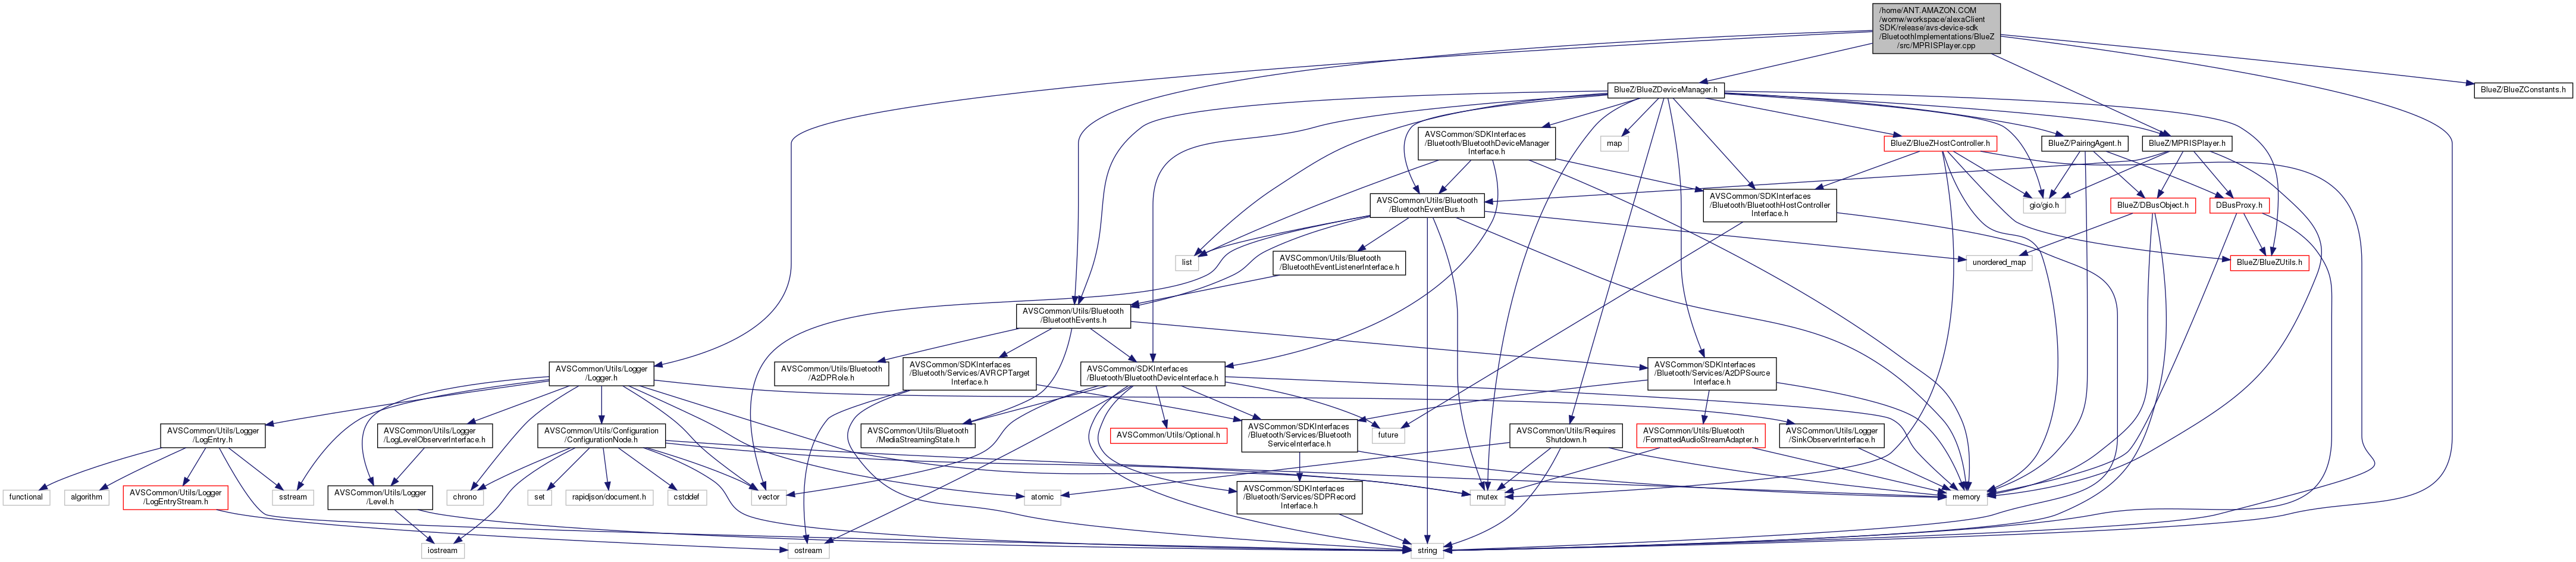 /home/ANT.AMAZON.COM
/womw/workspace/alexaClient
SDK/release/avs-device-sdk
/BluetoothImplementations/BlueZ
/src/MPRISPlayer.cpp
BlueZ/BlueZDeviceManager.h
BlueZ/BlueZConstants.h
AVSCommon/SDKInterfaces
/Bluetooth/BluetoothDeviceManager
Interface.h
map
BlueZ/BlueZHostController.h
BlueZ/PairingAgent.h
BlueZ/MPRISPlayer.h
AVSCommon/Utils/Bluetooth
/BluetoothEventBus.h
AVSCommon/SDKInterfaces
/Bluetooth/BluetoothHostController
Interface.h
gio/gio.h
BlueZ/DBusObject.h
DBusProxy.h
list
AVSCommon/Utils/Bluetooth
/BluetoothEventListenerInterface.h
unordered_map
BlueZ/BlueZUtils.h
AVSCommon/Utils/Bluetooth
/BluetoothEvents.h
AVSCommon/Utils/Logger
/Logger.h
AVSCommon/Utils/Bluetooth
/A2DPRole.h
AVSCommon/SDKInterfaces
/Bluetooth/Services/AVRCPTarget
Interface.h
AVSCommon/SDKInterfaces
/Bluetooth/BluetoothDeviceInterface.h
AVSCommon/SDKInterfaces
/Bluetooth/Services/A2DPSource
Interface.h
AVSCommon/Utils/Logger
/LogEntry.h
AVSCommon/Utils/Logger
/LogLevelObserverInterface.h
AVSCommon/Utils/Configuration
/ConfigurationNode.h
AVSCommon/Utils/Bluetooth
/MediaStreamingState.h
AVSCommon/Utils/Optional.h
AVSCommon/SDKInterfaces
/Bluetooth/Services/Bluetooth
ServiceInterface.h
future
AVSCommon/Utils/Requires
Shutdown.h
AVSCommon/Utils/Bluetooth
/FormattedAudioStreamAdapter.h
AVSCommon/Utils/Logger
/SinkObserverInterface.h
functional
algorithm
AVSCommon/Utils/Logger
/LogEntryStream.h
sstream
AVSCommon/Utils/Logger
/Level.h
chrono
set
rapidjson/document.h
cstddef
vector
atomic
AVSCommon/SDKInterfaces
/Bluetooth/Services/SDPRecord
Interface.h
mutex
memory
iostream
ostream
string